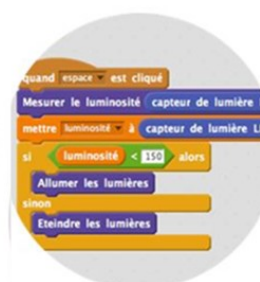 quand espace est cliqué
Mesurer le luminosité capteur de lumière
mettre luminosité à capteur de lumière
si luminosité < 150 alors
Allumer les lumières
sinon
Eteindre les lumières